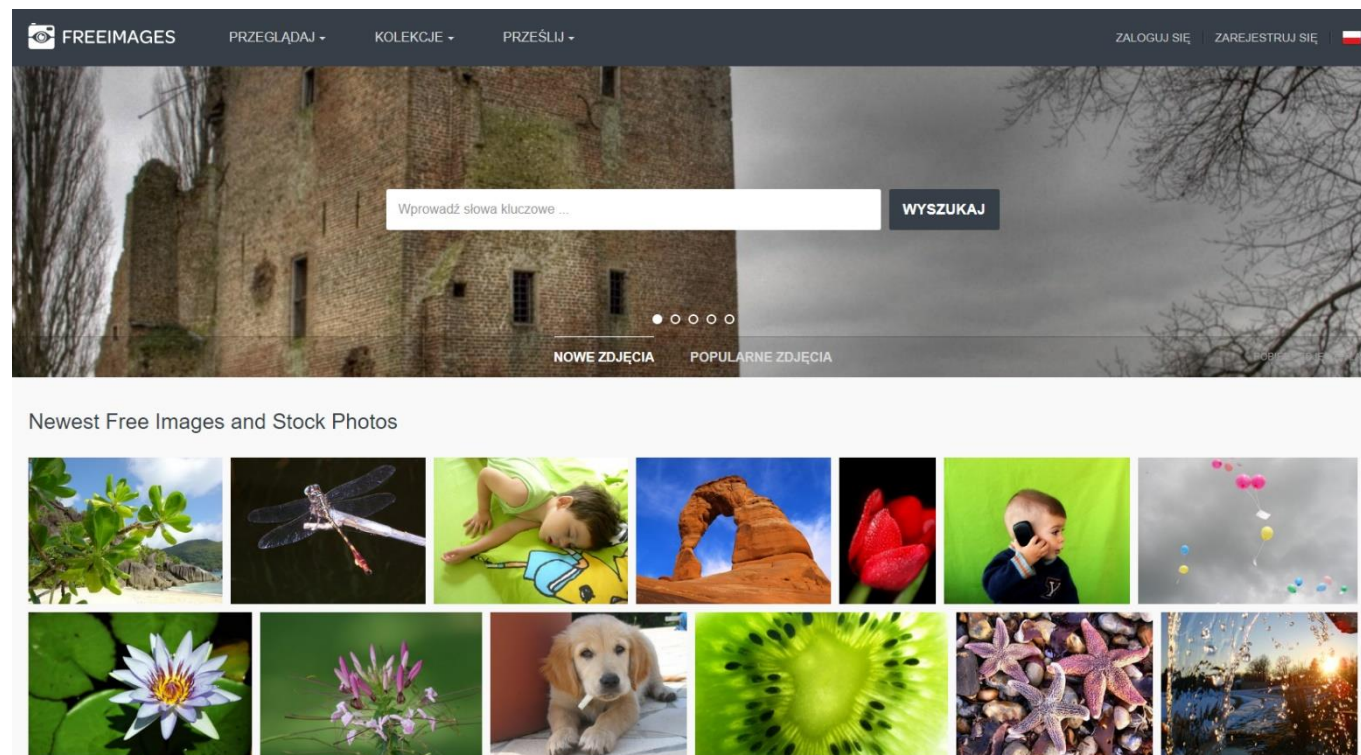 FREEIMAGES PRZEGLĄDAJ KOLEKCJE PRZEŚLIJ ZALOGUJ SIĘ ZAREJESTRUJ SIĘ
Wprowadź słowa kluczowe ... WYSZUKAJ
NOWE ZDJĘCIA POPULARNE ZDJĘCIA
Newest Free Images and Stock Photos